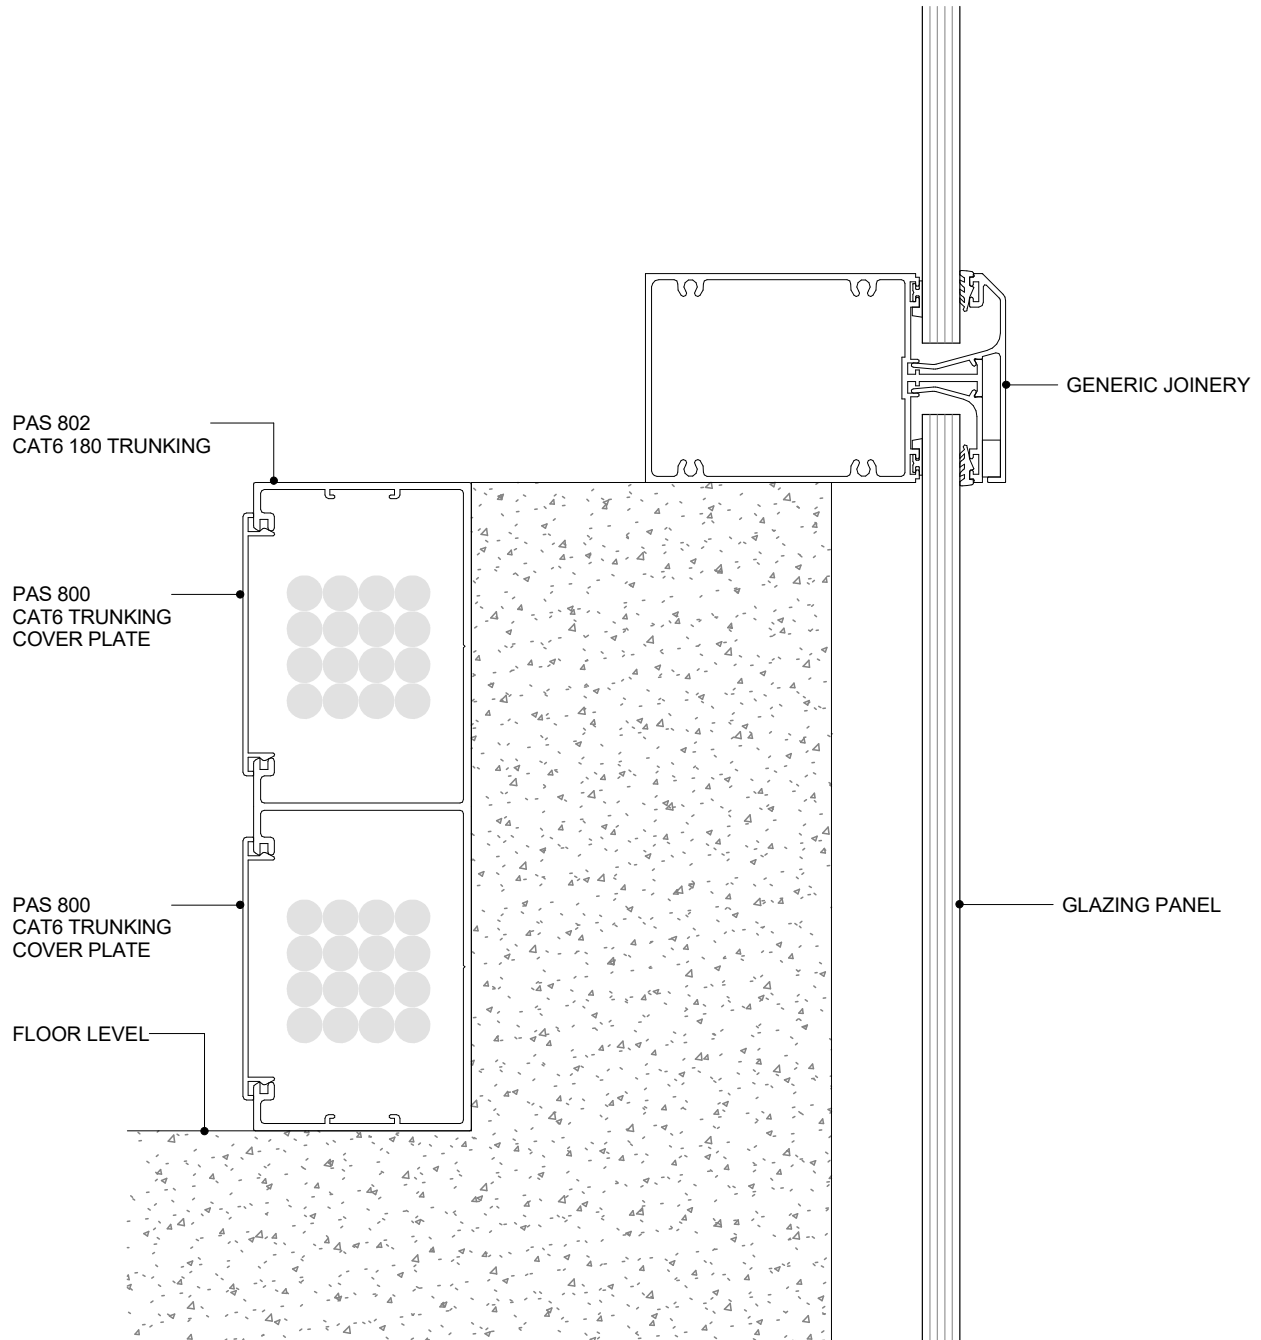 GENERIC JOINERY
PAS 802
CAT6 180 TRUNKING
PAS 800
CAT6 TRUNKING
COVER PLATE
PAS 800
CAT6 TRUNKING
COVER PLATE
GLAZING PANEL
FLOOR LEVEL